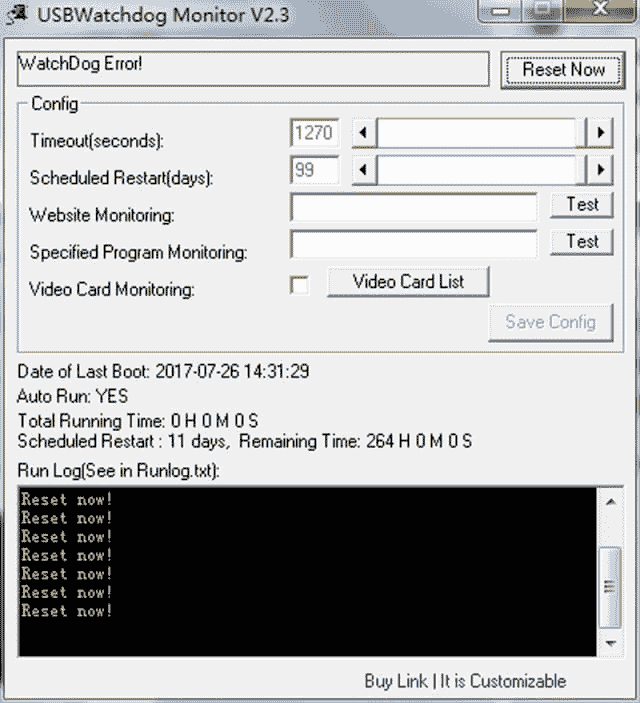 USBWatchdog Monitor V2.3
WatchDog Error!
Reset Now
Config
Timeout(seconds): 1270
Scheduled Restart(days): 99
Website Monitoring: Test
Specified Program Monitoring: Test
Video Card Monitoring: Video Card List
Save Config
Date of Last Boot: 2017-07-26 14:31:29
Auto Run: YES
Total Running Time: 0 H 0 M 0 S
Scheduled Restart : 11 days,  Remaining Time: 264 H 0 M 0 S
Run Log(See in Runlog.txt):
Reset now!
Reset now!
Reset now!
Reset now!
Reset now!
Reset now!
Reset now!
Buy Link | It is Customizable